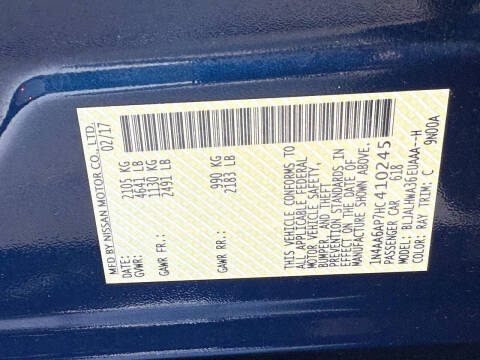 MFD BY NISSAN MOTOR CO., LTD.
DATE: 02/17
GVWR: 2105 KG
4641 LB
GAWR FR: 1130 KG
2491 LB
GAWR RR: 990 KG
2183 LB
THIS VEHICLE CONFORMS TO
ALL APPLICABLE FEDERAL
MOTOR VEHICLE SAFETY,
BUMPER, AND THEFT
PREVENTION STANDARDS IN
EFFECT ON THE DATE OF
MANUFACTURE SHOWN ABOVE.
1N4AA6AP7HC410245
PASSENGER CAR 618
MODEL: BLJALHWA36EUAAA--H
COLOR: RAY TRIM: C 9N00A